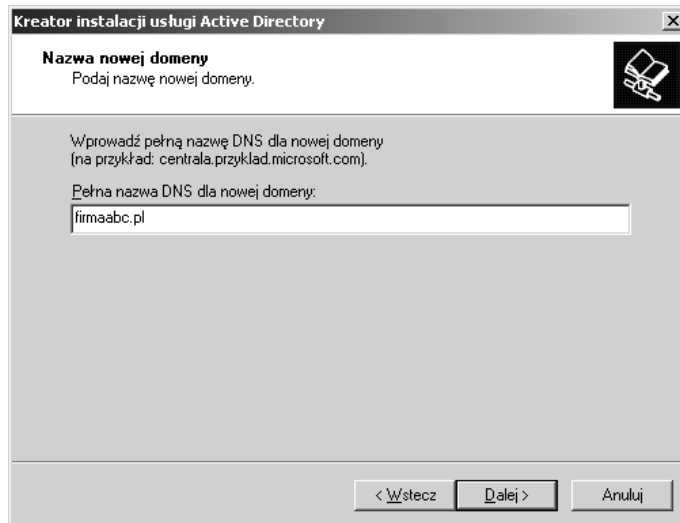 Kreator instalacji usługi Active Directory
Nazwa nowej domeny
Podaj nazwę nowej domeny.
Wprowadź pełną nazwę DNS dla nowej domeny
(na przykład: centrala.przyklad.microsoft.com).
Pełna nazwa DNS dla nowej domeny:
firmaabc.pl
< Wstecz Dalej > Anuluj